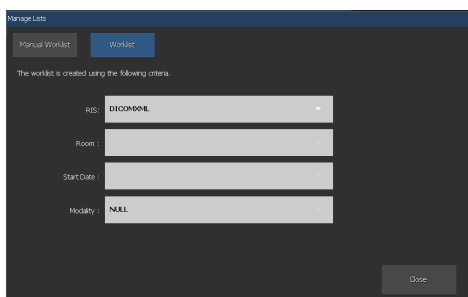 Manage Lists
Manual Worklist
Worklist
The worklist is created using the following criteria.
RIS: DICOMXML
Room :
Start Date :
Modality : NULL
Close